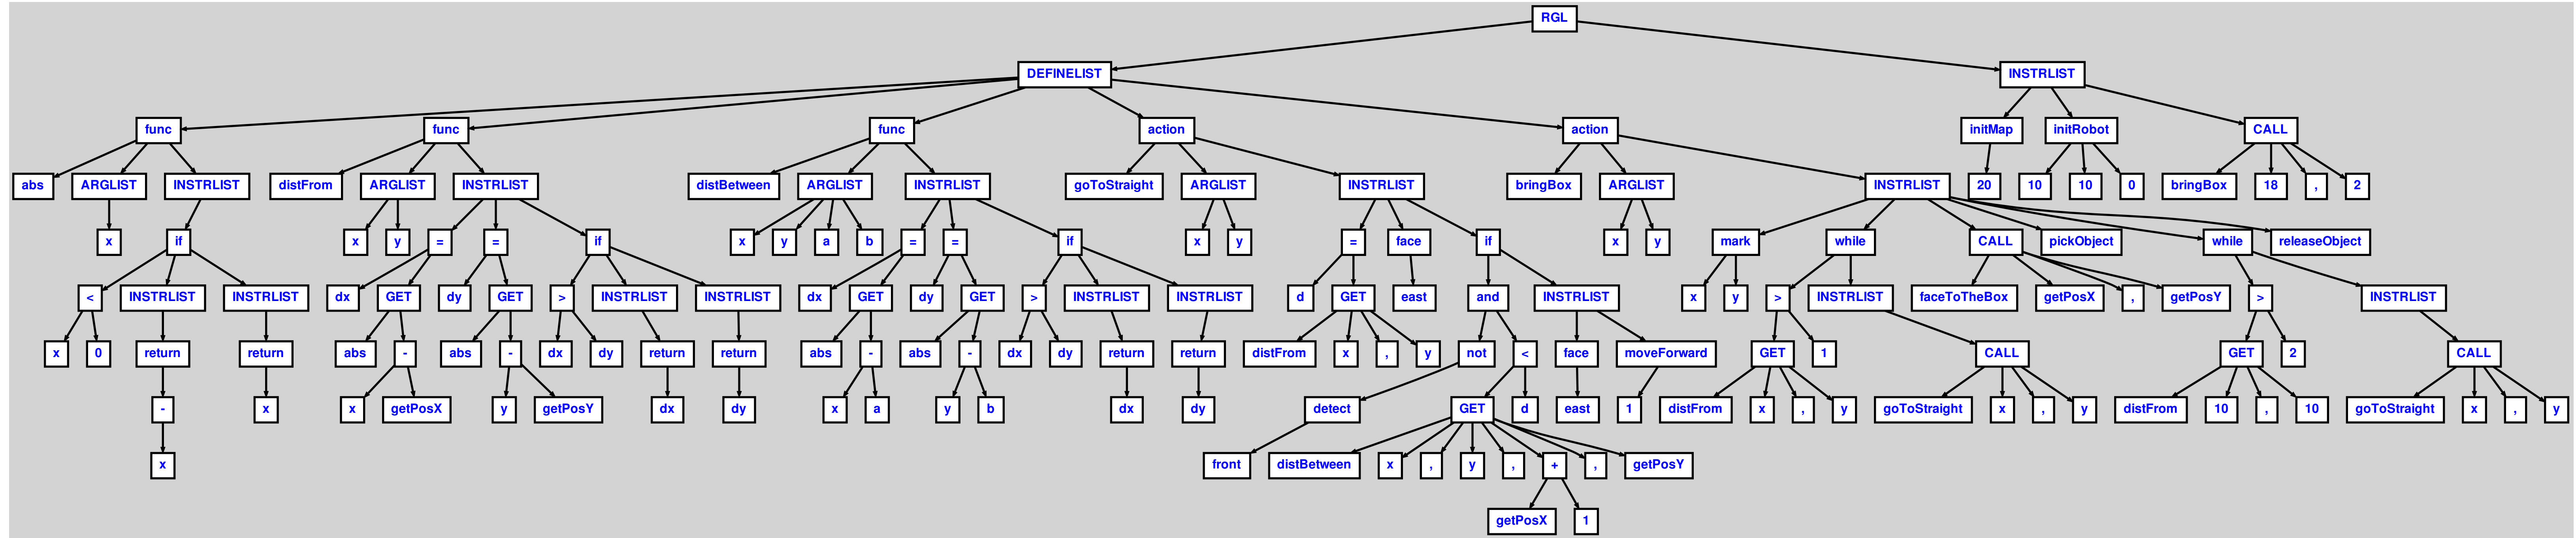 RGL
DEFINELIST INSTRLIST
func func func action action initMap initRobot CALL
abs ARGLIST INSTRLIST distFrom ARGLIST INSTRLIST distBetween ARGLIST INSTRLIST goToStraight ARGLIST INSTRLIST bringBox ARGLIST INSTRLIST 20 10 10 0 bringBox 18 , 2
x if x y = = if x y a b = = if x y = face if x y mark while CALL pickObject while releaseObject
< INSTRLIST INSTRLIST dx GET dy GET > INSTRLIST INSTRLIST dx GET dy GET > INSTRLIST INSTRLIST d GET east and INSTRLIST x y > INSTRLIST faceToTheBox getPosX , getPosY > INSTRLIST
x 0 return return abs - abs - dx dy return return abs - abs - dx dy return return distFrom x , y not < face moveForward GET 1 CALL GET 2 CALL
- x x getPosX y getPosY dx dy x a y b dx dy detect GET d east 1 distFrom x , y goToStraight x , y distFrom 10 , 10 goToStraight x , y
x front distBetween x , y , + , getPosY
getPosX 1